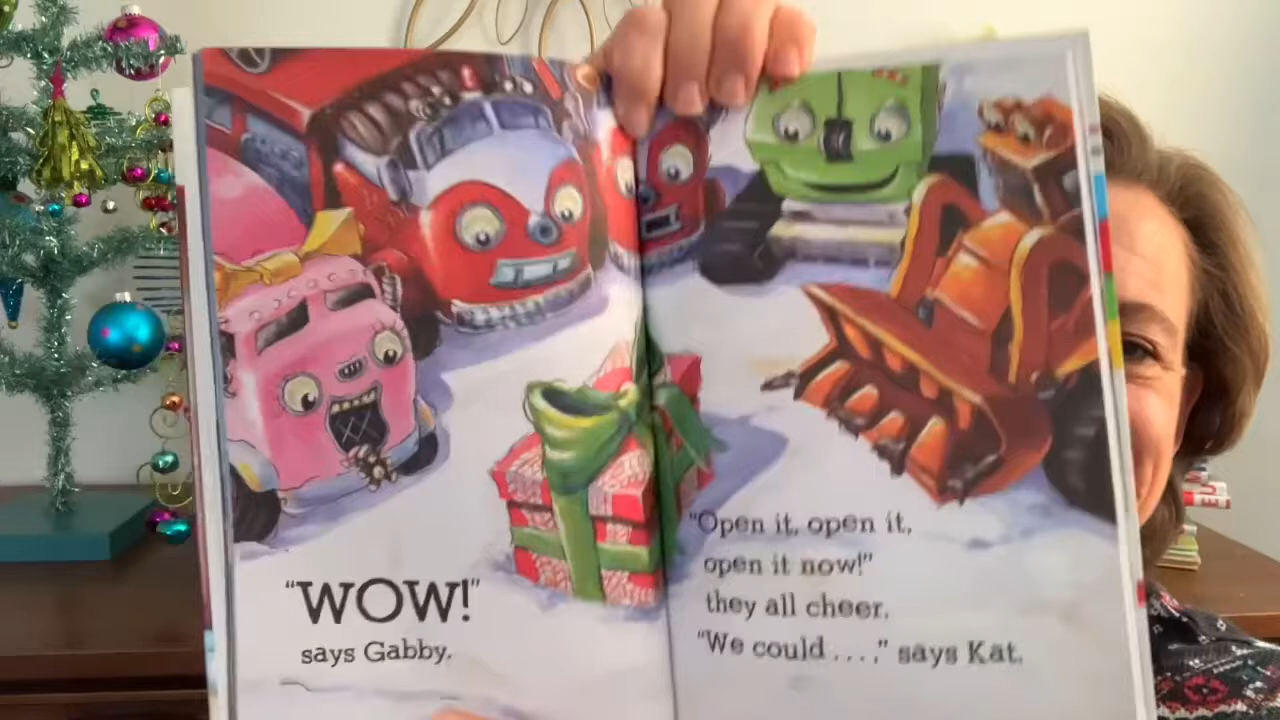 "WOW!"
says Gabby.
"Open it, open it,
open it now!"
they all cheer.
"We could . . . ," says Kat.